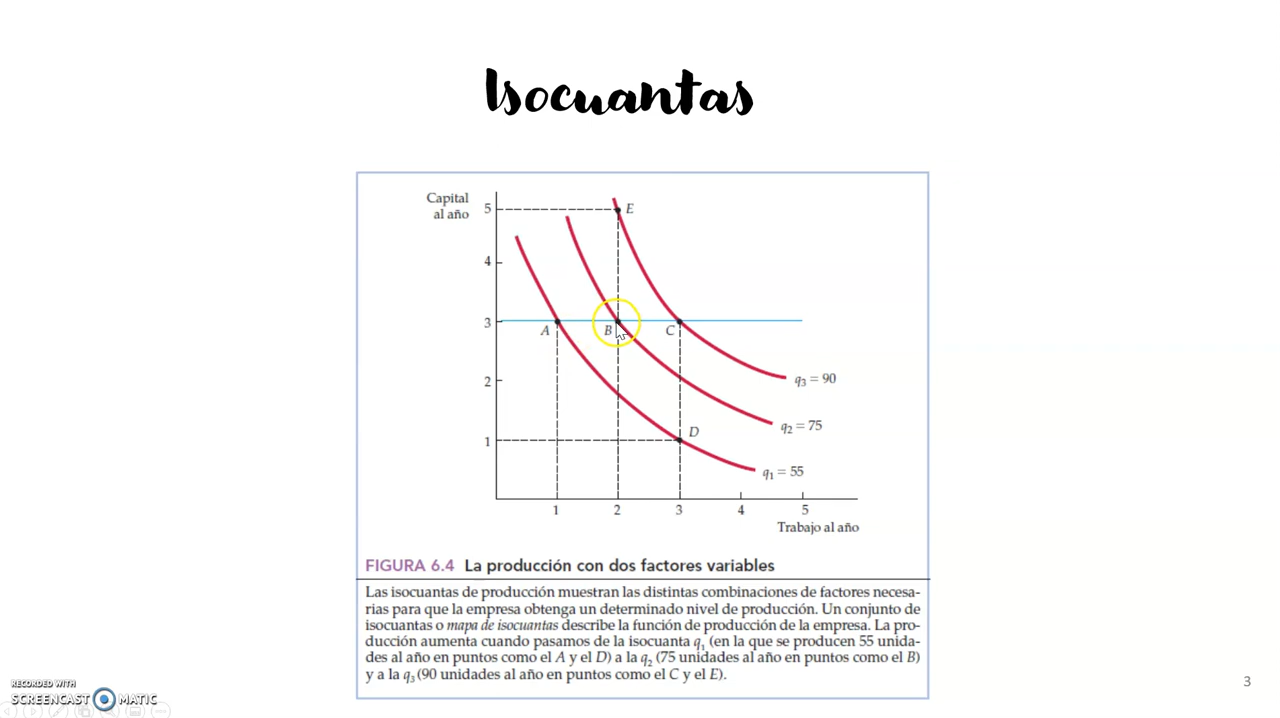 Isocuantas
Capital
al año
5
E
4
3
A
B
C
2
q3 = 90
q2 = 75
D
1
q1 = 55
1 2 3 4 5
Trabajo al año
FIGURA 6.4 La producción con dos factores variables
Las isocuantas de producción muestran las distintas combinaciones de factores necesa-
rias para que la empresa obtenga un determinado nivel de producción. Un conjunto de
isocuantas o mapa de isocuantas describe la función de producción de la empresa. La pro-
ducción aumenta cuando pasamos de la isocuanta q1 (en la que se producen 55 unida-
des al año en puntos como el A y el D) a la q2 (75 unidades al año en puntos como el B)
y a la q3 (90 unidades al año en puntos como el C y el E).
3
RECORDED WITH
SCREENCAST MATIC